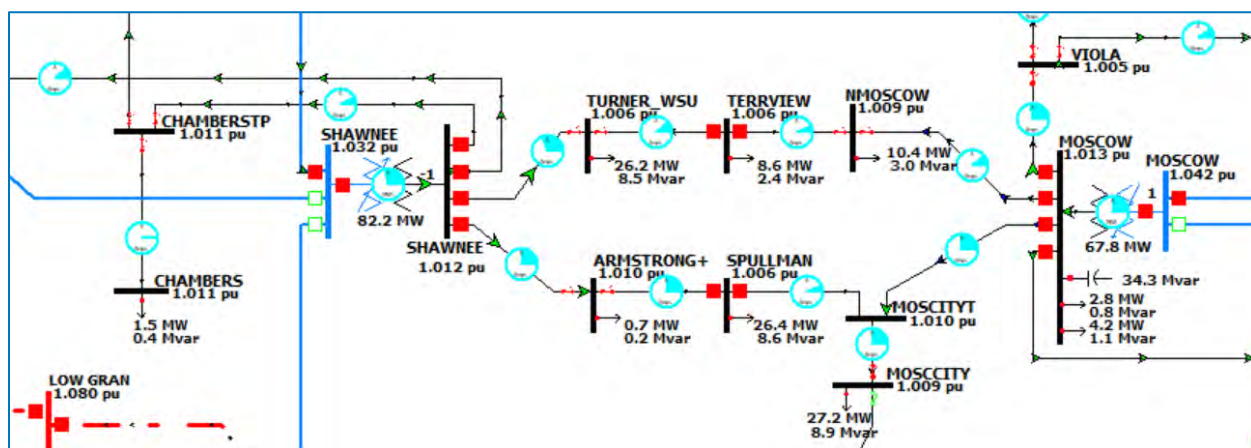 VIOLA
1.005 pu
CHAMBERSTP
1.011 pu
SHAWNEE
1.032 pu
-1
82.2 MW
SHAWNEE
1.012 pu
TURNER_WSU
1.006 pu
26.2 MW
8.5 Mvar
TERRVIEW
1.006 pu
8.6 MW
2.4 Mvar
NMOSCOW
1.009 pu
10.4 MW
3.0 Mvar
MOSCOW
1.013 pu
MOSCOW
1.042 pu
1
67.8 MW
34.3 Mvar
2.8 MW
0.8 Mvar
4.2 MW
1.1 Mvar
CHAMBERS
1.011 pu
1.5 MW
0.4 Mvar
ARMSTRONG+
1.010 pu
0.7 MW
0.2 Mvar
SPULLMAN
1.006 pu
26.4 MW
8.6 Mvar
MOSCITYT
1.010 pu
MOSCCITY
1.009 pu
27.2 MW
8.9 Mvar
LOW GRAN
1.080 pu